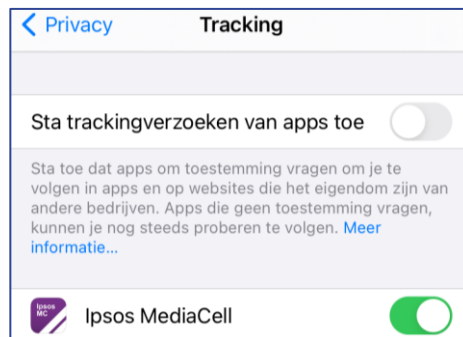 Privacy
Tracking
Sta trackingverzoeken van apps toe
Sta toe dat apps om toestemming vragen om je te
volgen in apps en op websites die het eigendom zijn van
andere bedrijven. Apps die geen toestemming vragen,
kunnen je nog steeds proberen te volgen. Meer
informatie...
Ipsos
MC
Ipsos MediaCell